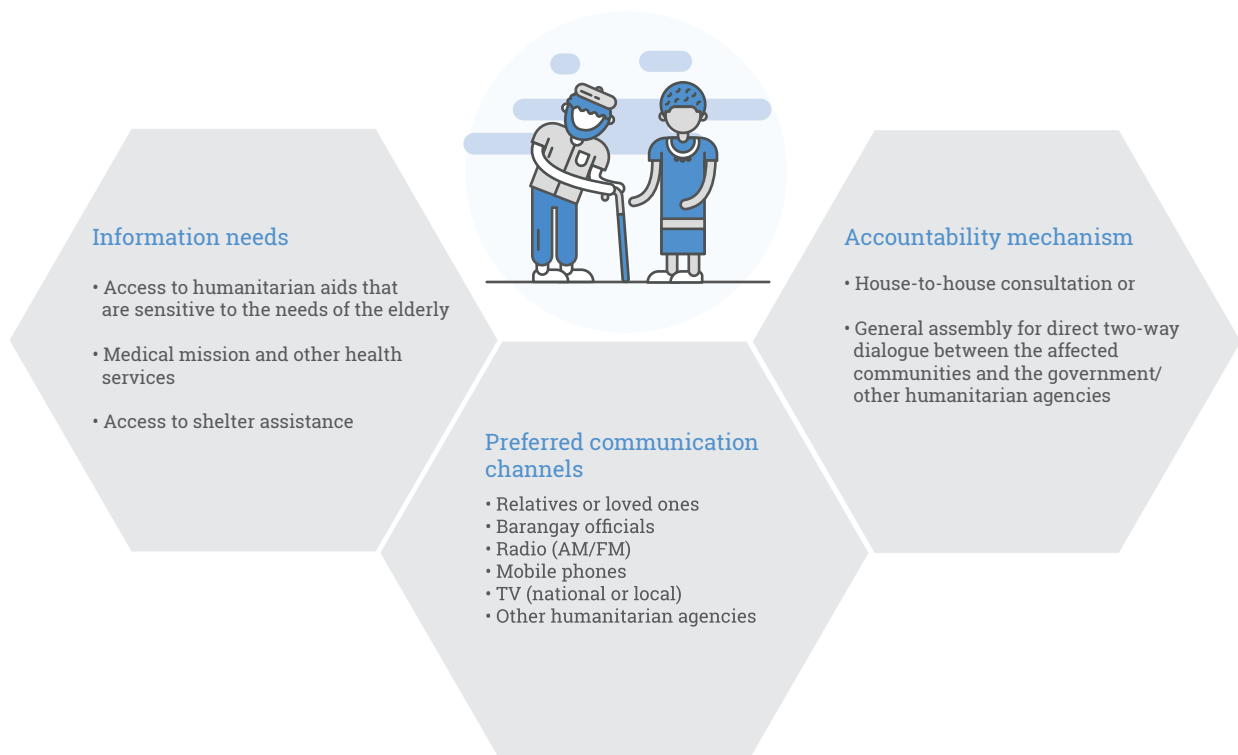 Information needs
• Access to humanitarian aids that
are sensitive to the needs of the elderly
• Medical mission and other health
services
• Access to shelter assistance
Preferred communication
channels
• Relatives or loved ones
• Barangay officials
• Radio (AM/FM)
• Mobile phones
• TV (national or local)
• Other humanitarian agencies
Accountability mechanism
• House-to-house consultation or
• General assembly for direct two-way
dialogue between the affected
communities and the government/
other humanitarian agencies